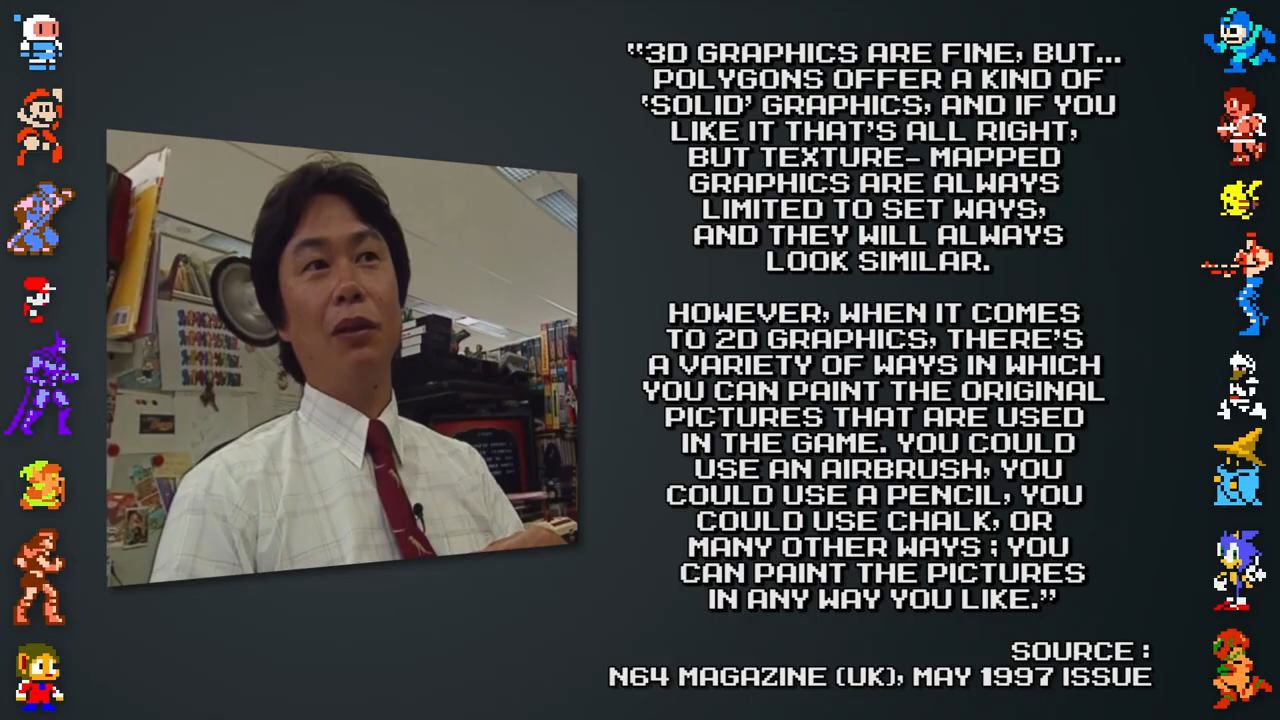 “3D GRAPHICS ARE FINE, BUT...
POLYGONS OFFER A KIND OF
‘SOLID’ GRAPHICS, AND IF YOU
LIKE IT THAT’S ALL RIGHT,
BUT TEXTURE- MAPPED
GRAPHICS ARE ALWAYS
LIMITED TO SET WAYS,
AND THEY WILL ALWAYS
LOOK SIMILAR.
HOWEVER, WHEN IT COMES
TO 2D GRAPHICS, THERE’S
A VARIETY OF WAYS IN WHICH
YOU CAN PAINT THE ORIGINAL
PICTURES THAT ARE USED
IN THE GAME. YOU COULD
USE AN AIRBRUSH, YOU
COULD USE A PENCIL, YOU
COULD USE CHALK, OR
MANY OTHER WAYS ; YOU
CAN PAINT THE PICTURES
IN ANY WAY YOU LIKE.”
SOURCE :
N64 MAGAZINE (UK), MAY 1997 ISSUE